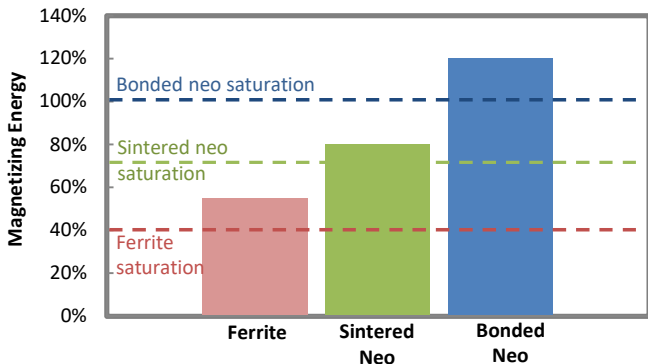 140%
120%
100%
80%
60%
40%
20%
0%
Magnetizing Energy
Bonded neo saturation
Sintered neo
saturation
Ferrite
saturation
Ferrite
Sintered
Neo
Bonded
Neo